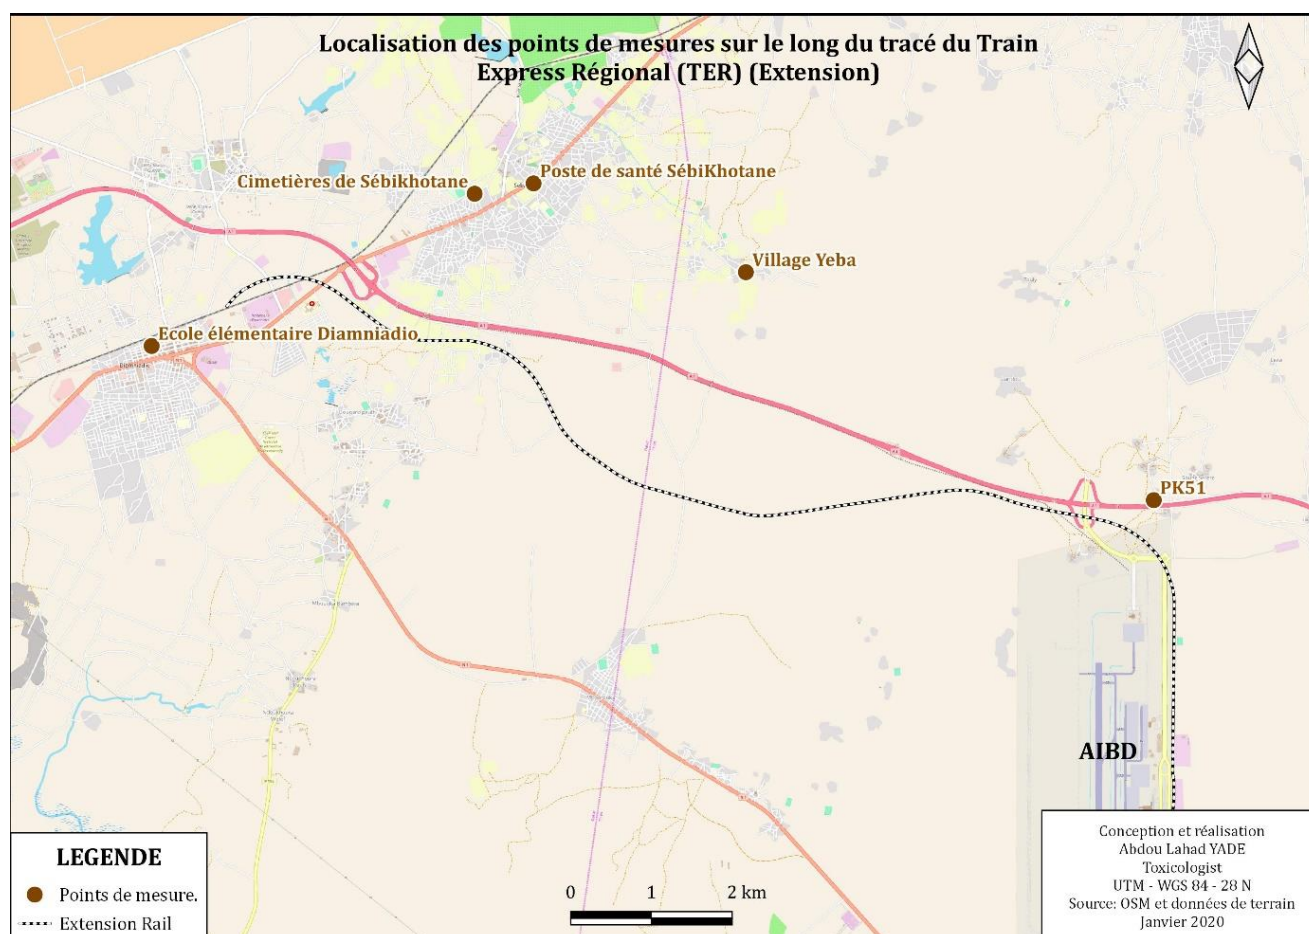 Localisation des points de mesures sur le long du tracé du Train
Express Régional (TER) (Extension)
Cimetières de Sébikhotane
Poste de santé SébiKhotane
Village Yeba
Ecole élémentaire Diamniadio
PK51
AIBD
LEGENDE
Points de mesure.
Extension Rail
0 1 2 km
Conception et réalisation
Abdou Lahad YADE
Toxicologist
UTM - WGS 84 - 28 N
Source: OSM et données de terrain
Janvier 2020